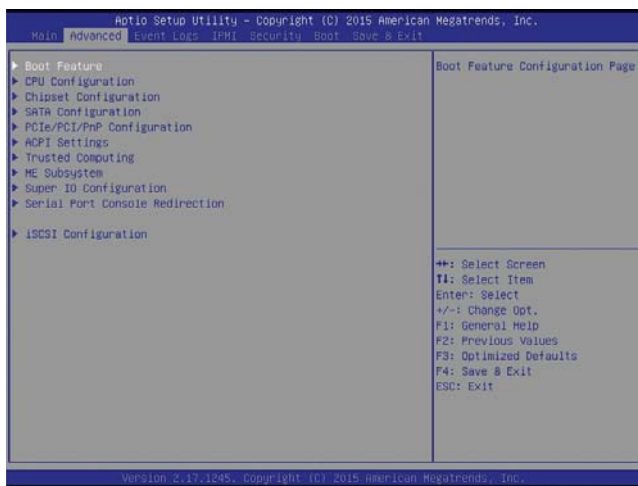 Aptio Setup Utility - Copyright (C) 2015 American Megatrends, Inc.
Main Advanced Event Logs IPMI Security Boot Save & Exit
▶ Boot Feature
▶ CPU Configuration
▶ Chipset Configuration
▶ SATA Configuration
▶ PCIe/PCI/PnP Configuration
▶ ACPI Settings
▶ Trusted Computing
▶ ME Subsystem
▶ Super IO Configuration
▶ Serial Port Console Redirection
▶ iSCSI Configuration
Boot Feature Configuration Page
→←: Select Screen
↑↓: Select Item
Enter: Select
+/-: Change Opt.
F1: General Help
F2: Previous Values
F3: Optimized Defaults
F4: Save & Exit
ESC: Exit
Version 2.17.1245. Copyright (C) 2015 American Megatrends, Inc.